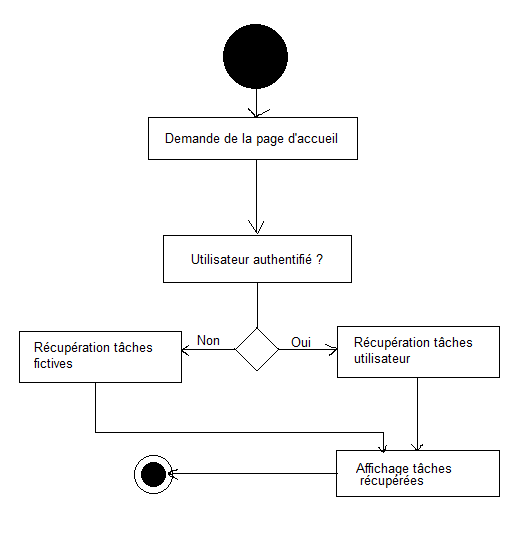 Demande de la page d'accueil
Utilisateur authentifié ?
Non
Oui
Récupération tâches
fictives
Récupération tâches
utilisateur
Affichage tâches
récupérées